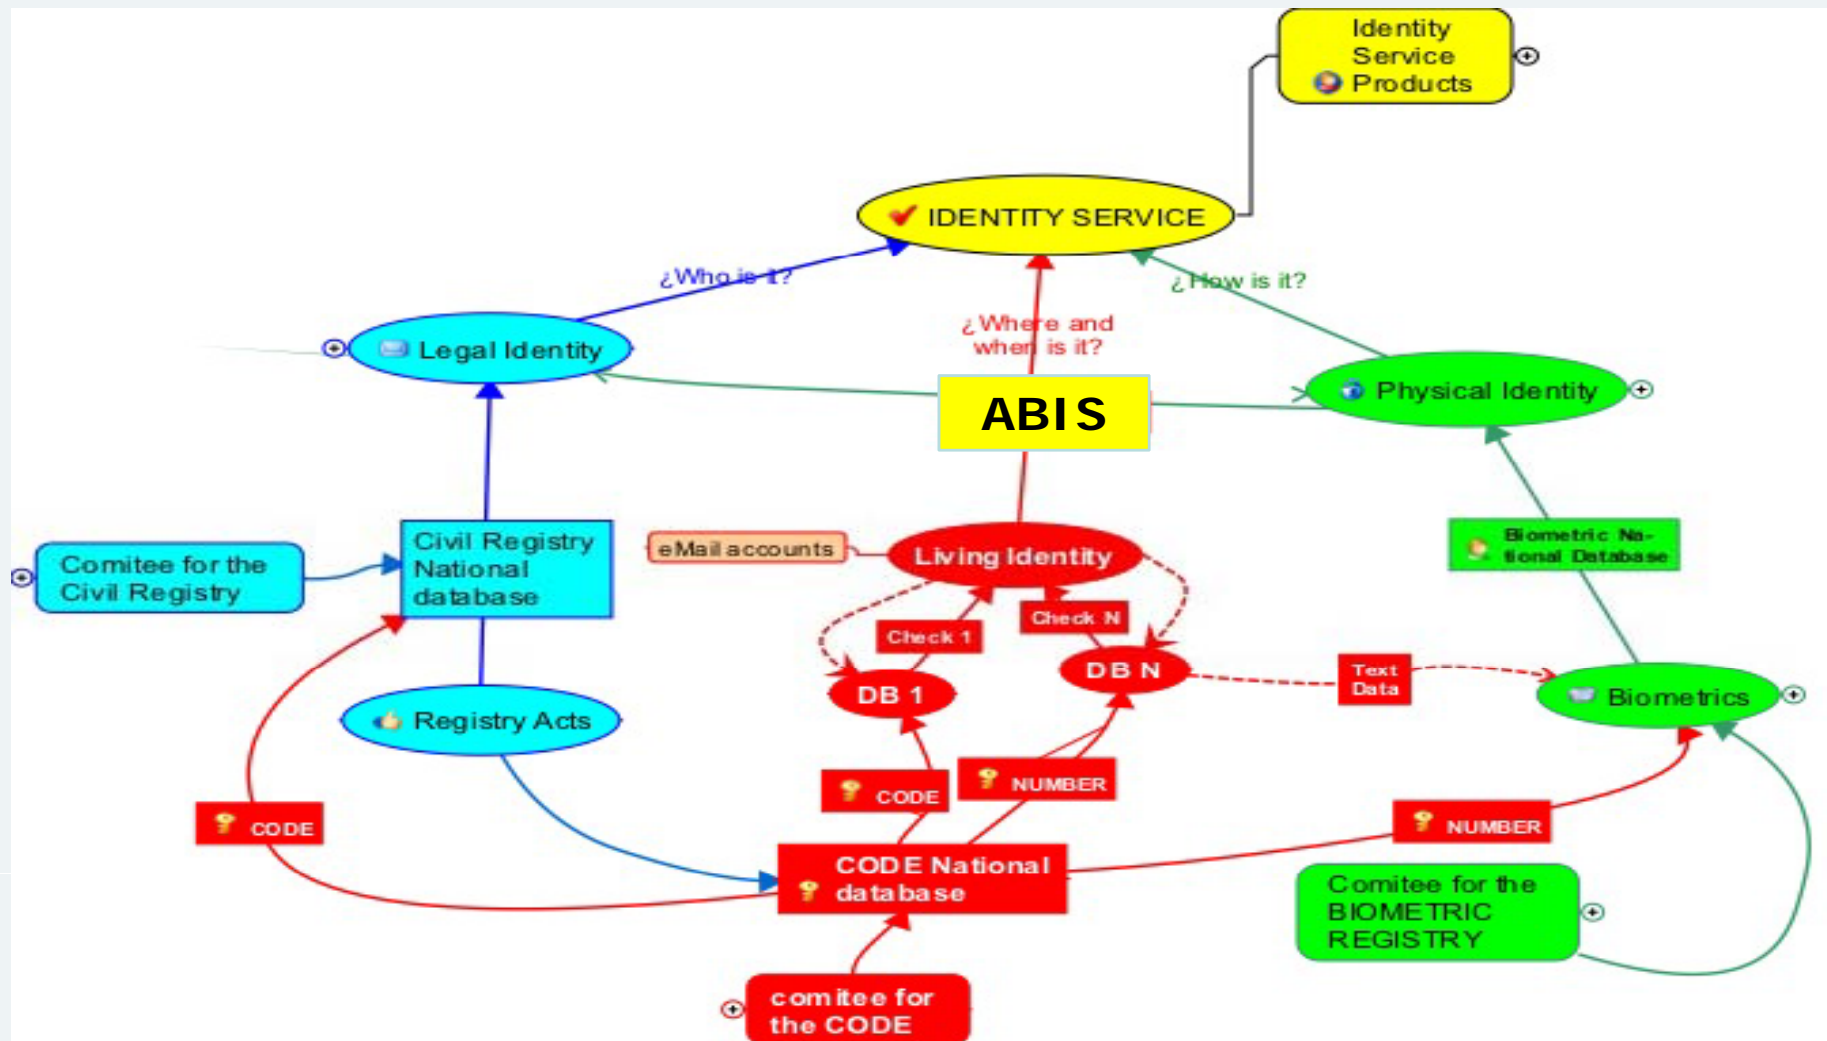 Identity
Service
Products
IDENTITY SERVICE
¿Who is it?
¿How is it?
¿Where and
when is it?
Legal Identity
Physical Identity
ABIS
Civil Registry
National
database
Comitee for the
Civil Registry
eMail accounts
Living Identity
Biometric Na-
tional Database
Check 1
Check N
DB 1
DB N
Text
Data
Biometrics
Registry Acts
CODE
CODE
NUMBER
NUMBER
CODE National
database
Comitee for the
BIOMETRIC
REGISTRY
comitee for
the CODE